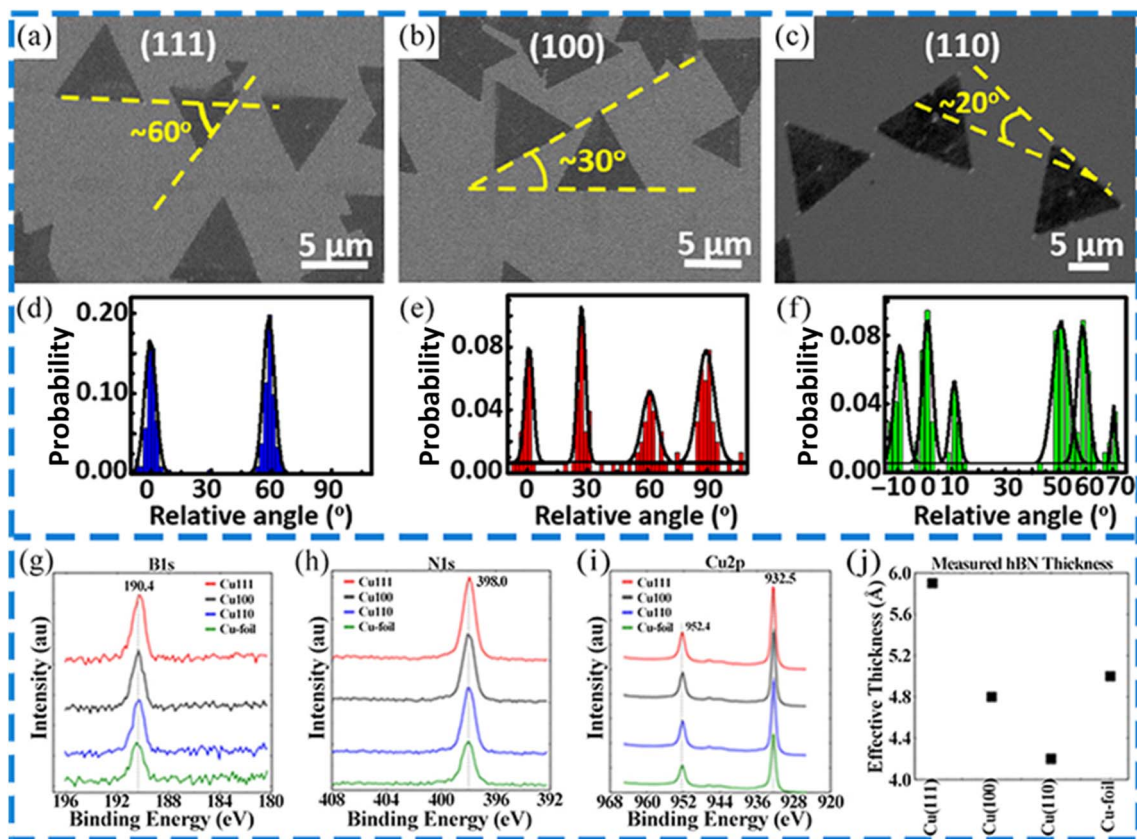 (a)
(111)
~60°
5 µm
(b)
(100)
~30°
5 µm
(c)
(110)
~20°
5 µm
(d)
Probability
0.20
0.10
0.00
0 30 60 90
Relative angle (°)
(e)
Probability
0.08
0.04
0.00
0 30 60 90
Relative angle (°)
(f)
Probability
0.08
0.04
0.00
−10 0 10 30 50 60 70
Relative angle (°)
(g)
B1s
190.4
Cu111
Cu100
Cu110
Cu-foil
Intensity (au)
196 192 188 184 180
Binding Energy (eV)
(h)
N1s
398.0
Cu111
Cu100
Cu110
Cu-foil
Intensity (au)
408 404 400 396 392
Binding Energy (eV)
(i)
Cu2p
932.5
952.4
Cu111
Cu100
Cu110
Cu-foil
Intensity (au)
968 960 952 944 936 928 920
Binding Energy (eV)
(j)
Measured hBN Thickness
Effective Thickness (Å)
6.0
5.6
5.2
4.8
4.4
4.0
Cu(111)
Cu(100)
Cu(110)
Cu-foil